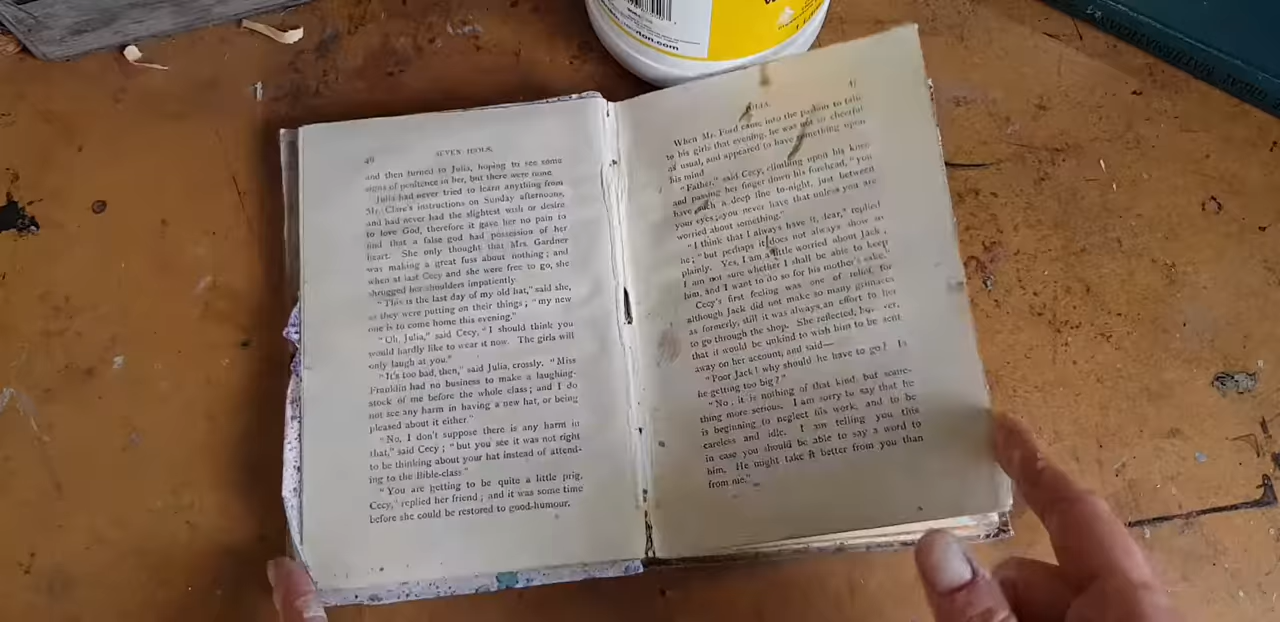 40
SEVEN IDOLS.
and then turned to Julia, hoping to see some
signs of penitence in her, but there were none.
Julia had never tried to learn anything from
Mr. Clare's instructions on Sunday afternoons,
and had never had the slightest wish or desire
to love God, therefore it gave her no pain to
find that a false god had possession of her
heart. She only thought that Mrs. Gardner
was making a great fuss about nothing; and
when at last Cecy and she were free to go, she
shrugged her shoulders impatiently.
"This is the last day of my old hat," said she,
as they were putting on their things; "my new
one is to come home this evening."
"Oh, Julia," said Cecy, "I should think you
would hardly like to wear it now. The girls will
only laugh at you."
"It's too bad, then," said Julia, crossly. "Miss
Franklin had no business to make a laughing-
stock of me before the whole class; and I do
not see any harm in having a new hat, or being
pleased about it either."
"No, I don't suppose there is any harm in
that," said Cecy; "but you see it was not right
to be thinking about your hat instead of attend-
ing to the Bible-class"
"You are getting to be quite a little prig,
Cecy," replied her friend; and it was some time
before she could be restored to good-humour.
JULIA.
41
When Mr. Ford came into the parlour to talk
to his girls that evening, he was not so cheerful
as usual, and appeared to have something upon
his mind
"Father," said Cecy, climbing upon his knee
and passing her finger down his forehead, "you
have such a deep line to-night, just between
your eyes; you never have that unless you are
worried about something."
"I think that I always have it, dear," replied
he; "but perhaps it does not always show so
plainly. Yes, I am a little worried about Jack.
I am not sure whether I shall be able to keep
him, and I want to do so for his mother's sake."
Cecy's first feeling was one of relief, for
although Jack did not make so many grimaces
as formerly, still it was always an effort to her
to go through the shop. She reflected,
that it would be unkind to wish him to be sent
away on her account, and said—
"Poor Jack! why should he have to go? Is
he getting too big?"
"No, it is nothing of that kind, but some-
thing more serious. I am sorry to say that he
is beginning to neglect his work, and to be
careless and idle. I am telling you this
in case you should be able to say a word to
him. He might take it better from you than
from me."